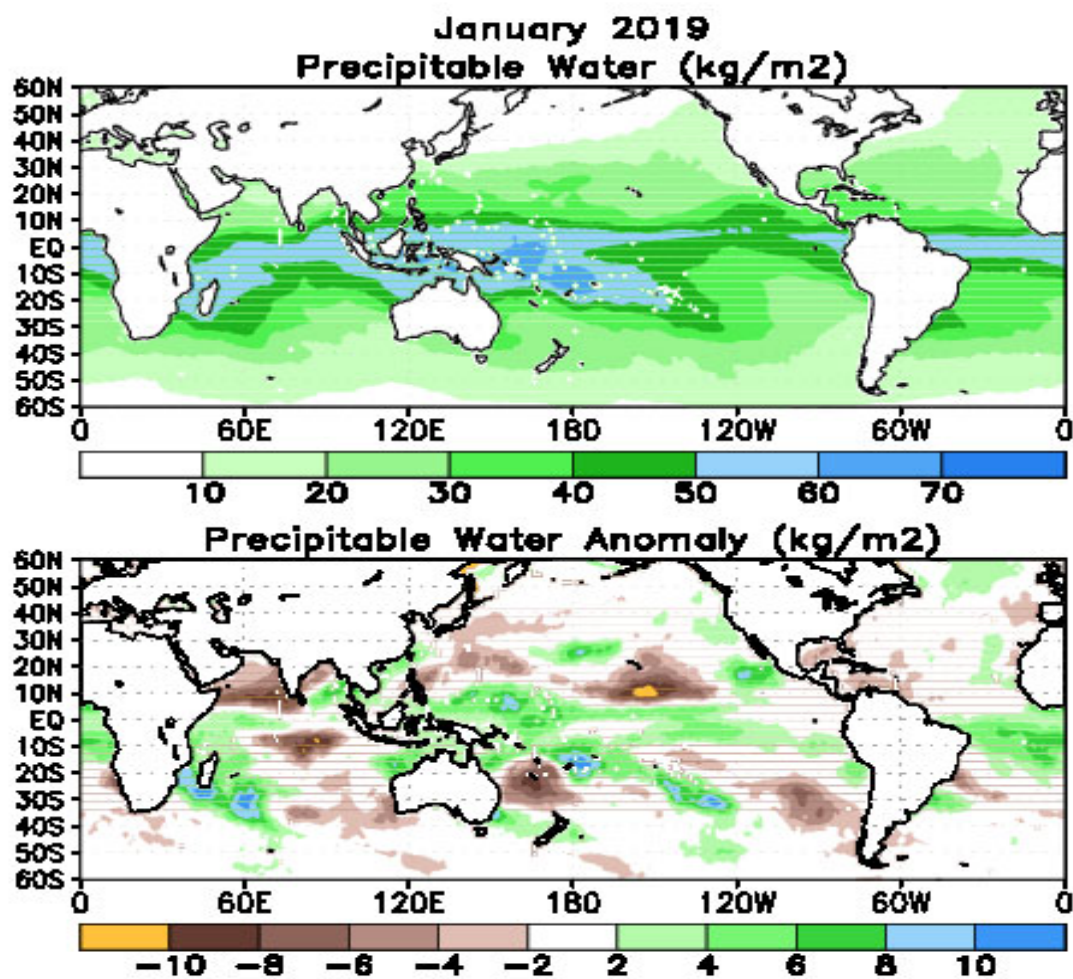 January 2019
Precipitable Water (kg/m2)
60N
50N
40N
30N
20N
10N
EQ
10S
20S
30S
40S
50S
60S
0 60E 120E 180 120W 60W 0
10 20 30 40 50 60 70
Precipitable Water Anomaly (kg/m2)
60N
50N
40N
30N
20N
10N
EQ
10S
20S
30S
40S
50S
60S
0 60E 120E 180 120W 60W 0
-10 -8 -6 -4 -2 2 4 6 8 10